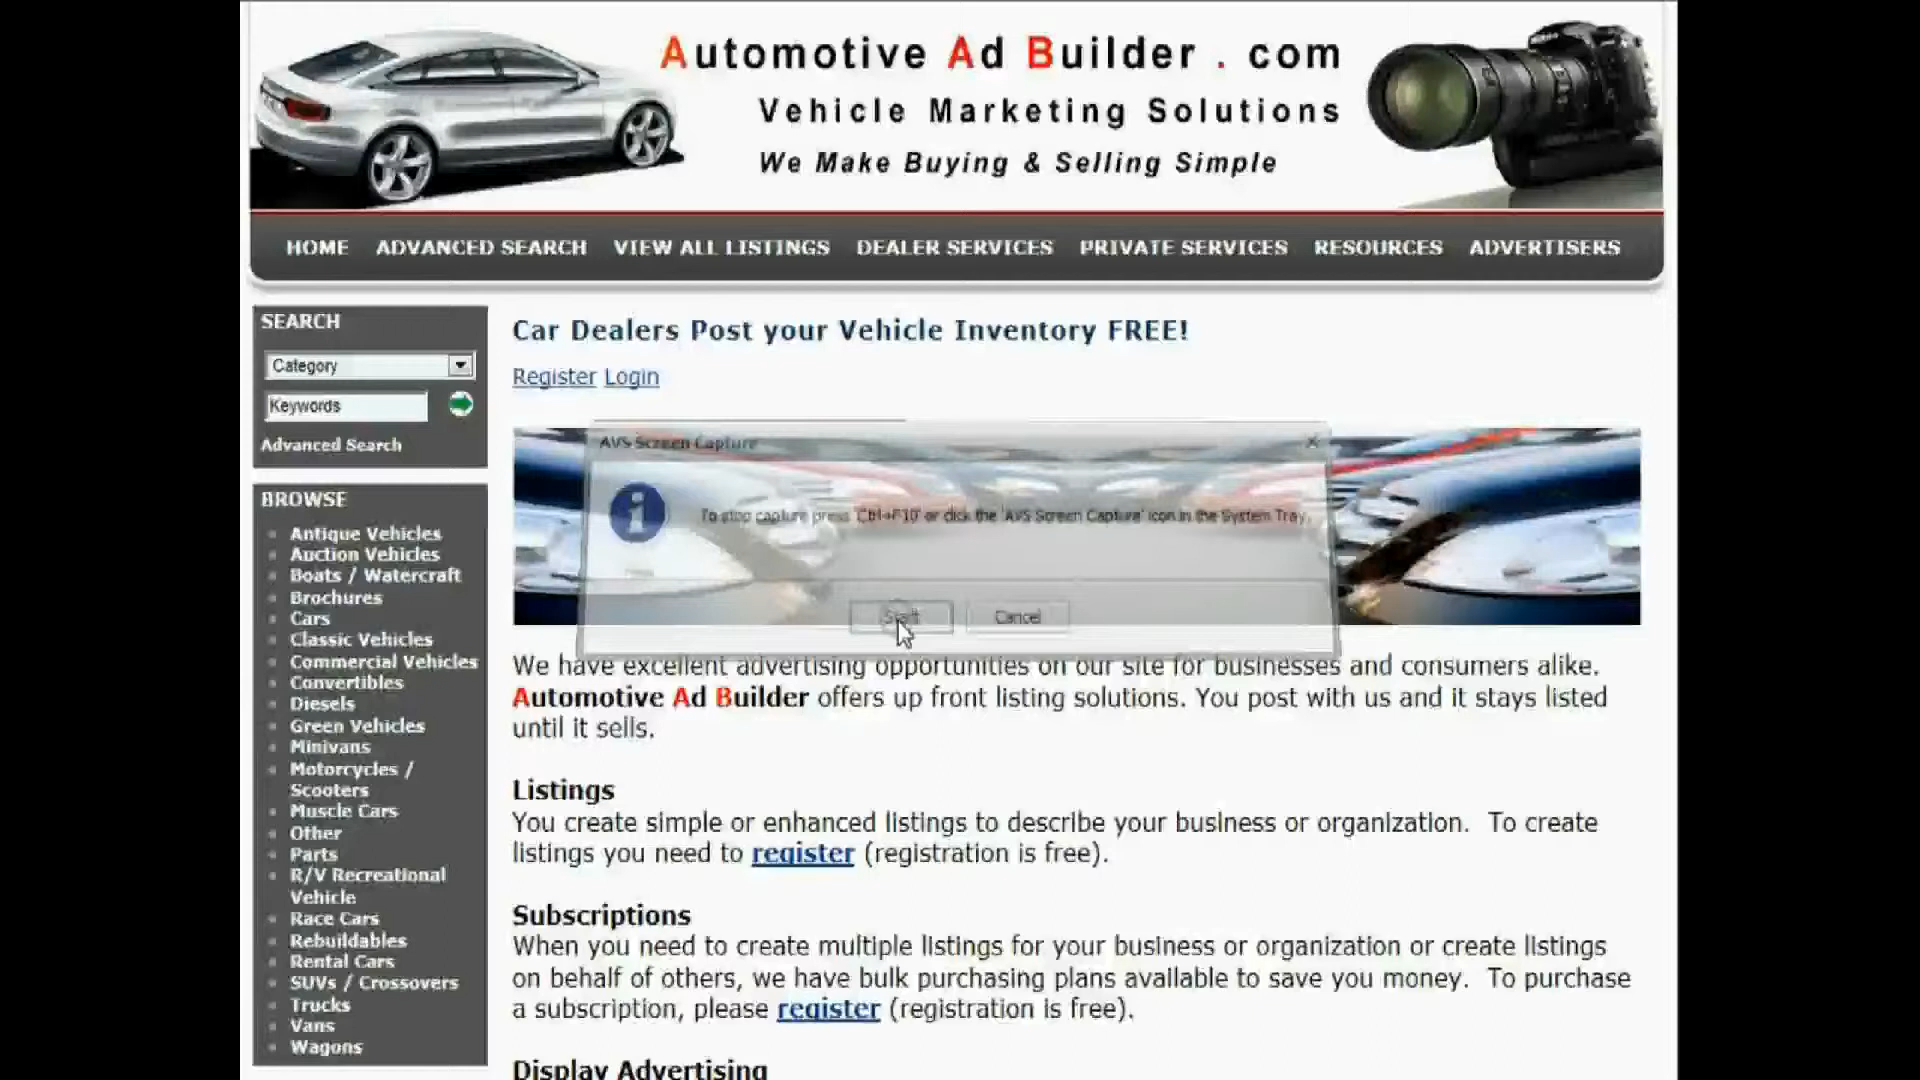 Automotive Ad Builder . com
Vehicle Marketing Solutions
We Make Buying & Selling Simple
HOME ADVANCED SEARCH VIEW ALL LISTINGS DEALER SERVICES PRIVATE SERVICES RESOURCES ADVERTISERS
SEARCH
Category
Keywords
Advanced Search
BROWSE
Antique Vehicles
Auction Vehicles
Boats / Watercraft
Brochures
Cars
Classic Vehicles
Commercial Vehicles
Convertibles
Diesels
Green Vehicles
Minivans
Motorcycles /
Scooters
Muscle Cars
Other
Parts
R/V Recreational
Vehicle
Race Cars
Rebuildables
Rental Cars
SUVs / Crossovers
Trucks
Vans
Wagons
Car Dealers Post your Vehicle Inventory FREE!
Register Login
AVS Screen Capture
To stop capture press 'Ctrl+F10' or click the 'AVS Screen Capture' icon in the System Tray.
Start Cancel
We have excellent advertising opportunities on our site for businesses and consumers alike.
Automotive Ad Builder offers up front listing solutions. You post with us and it stays listed
until it sells.
Listings
You create simple or enhanced listings to describe your business or organization. To create
listings you need to register (registration is free).
Subscriptions
When you need to create multiple listings for your business or organization or create listings
on behalf of others, we have bulk purchasing plans available to save you money. To purchase
a subscription, please register (registration is free).
Display Advertising